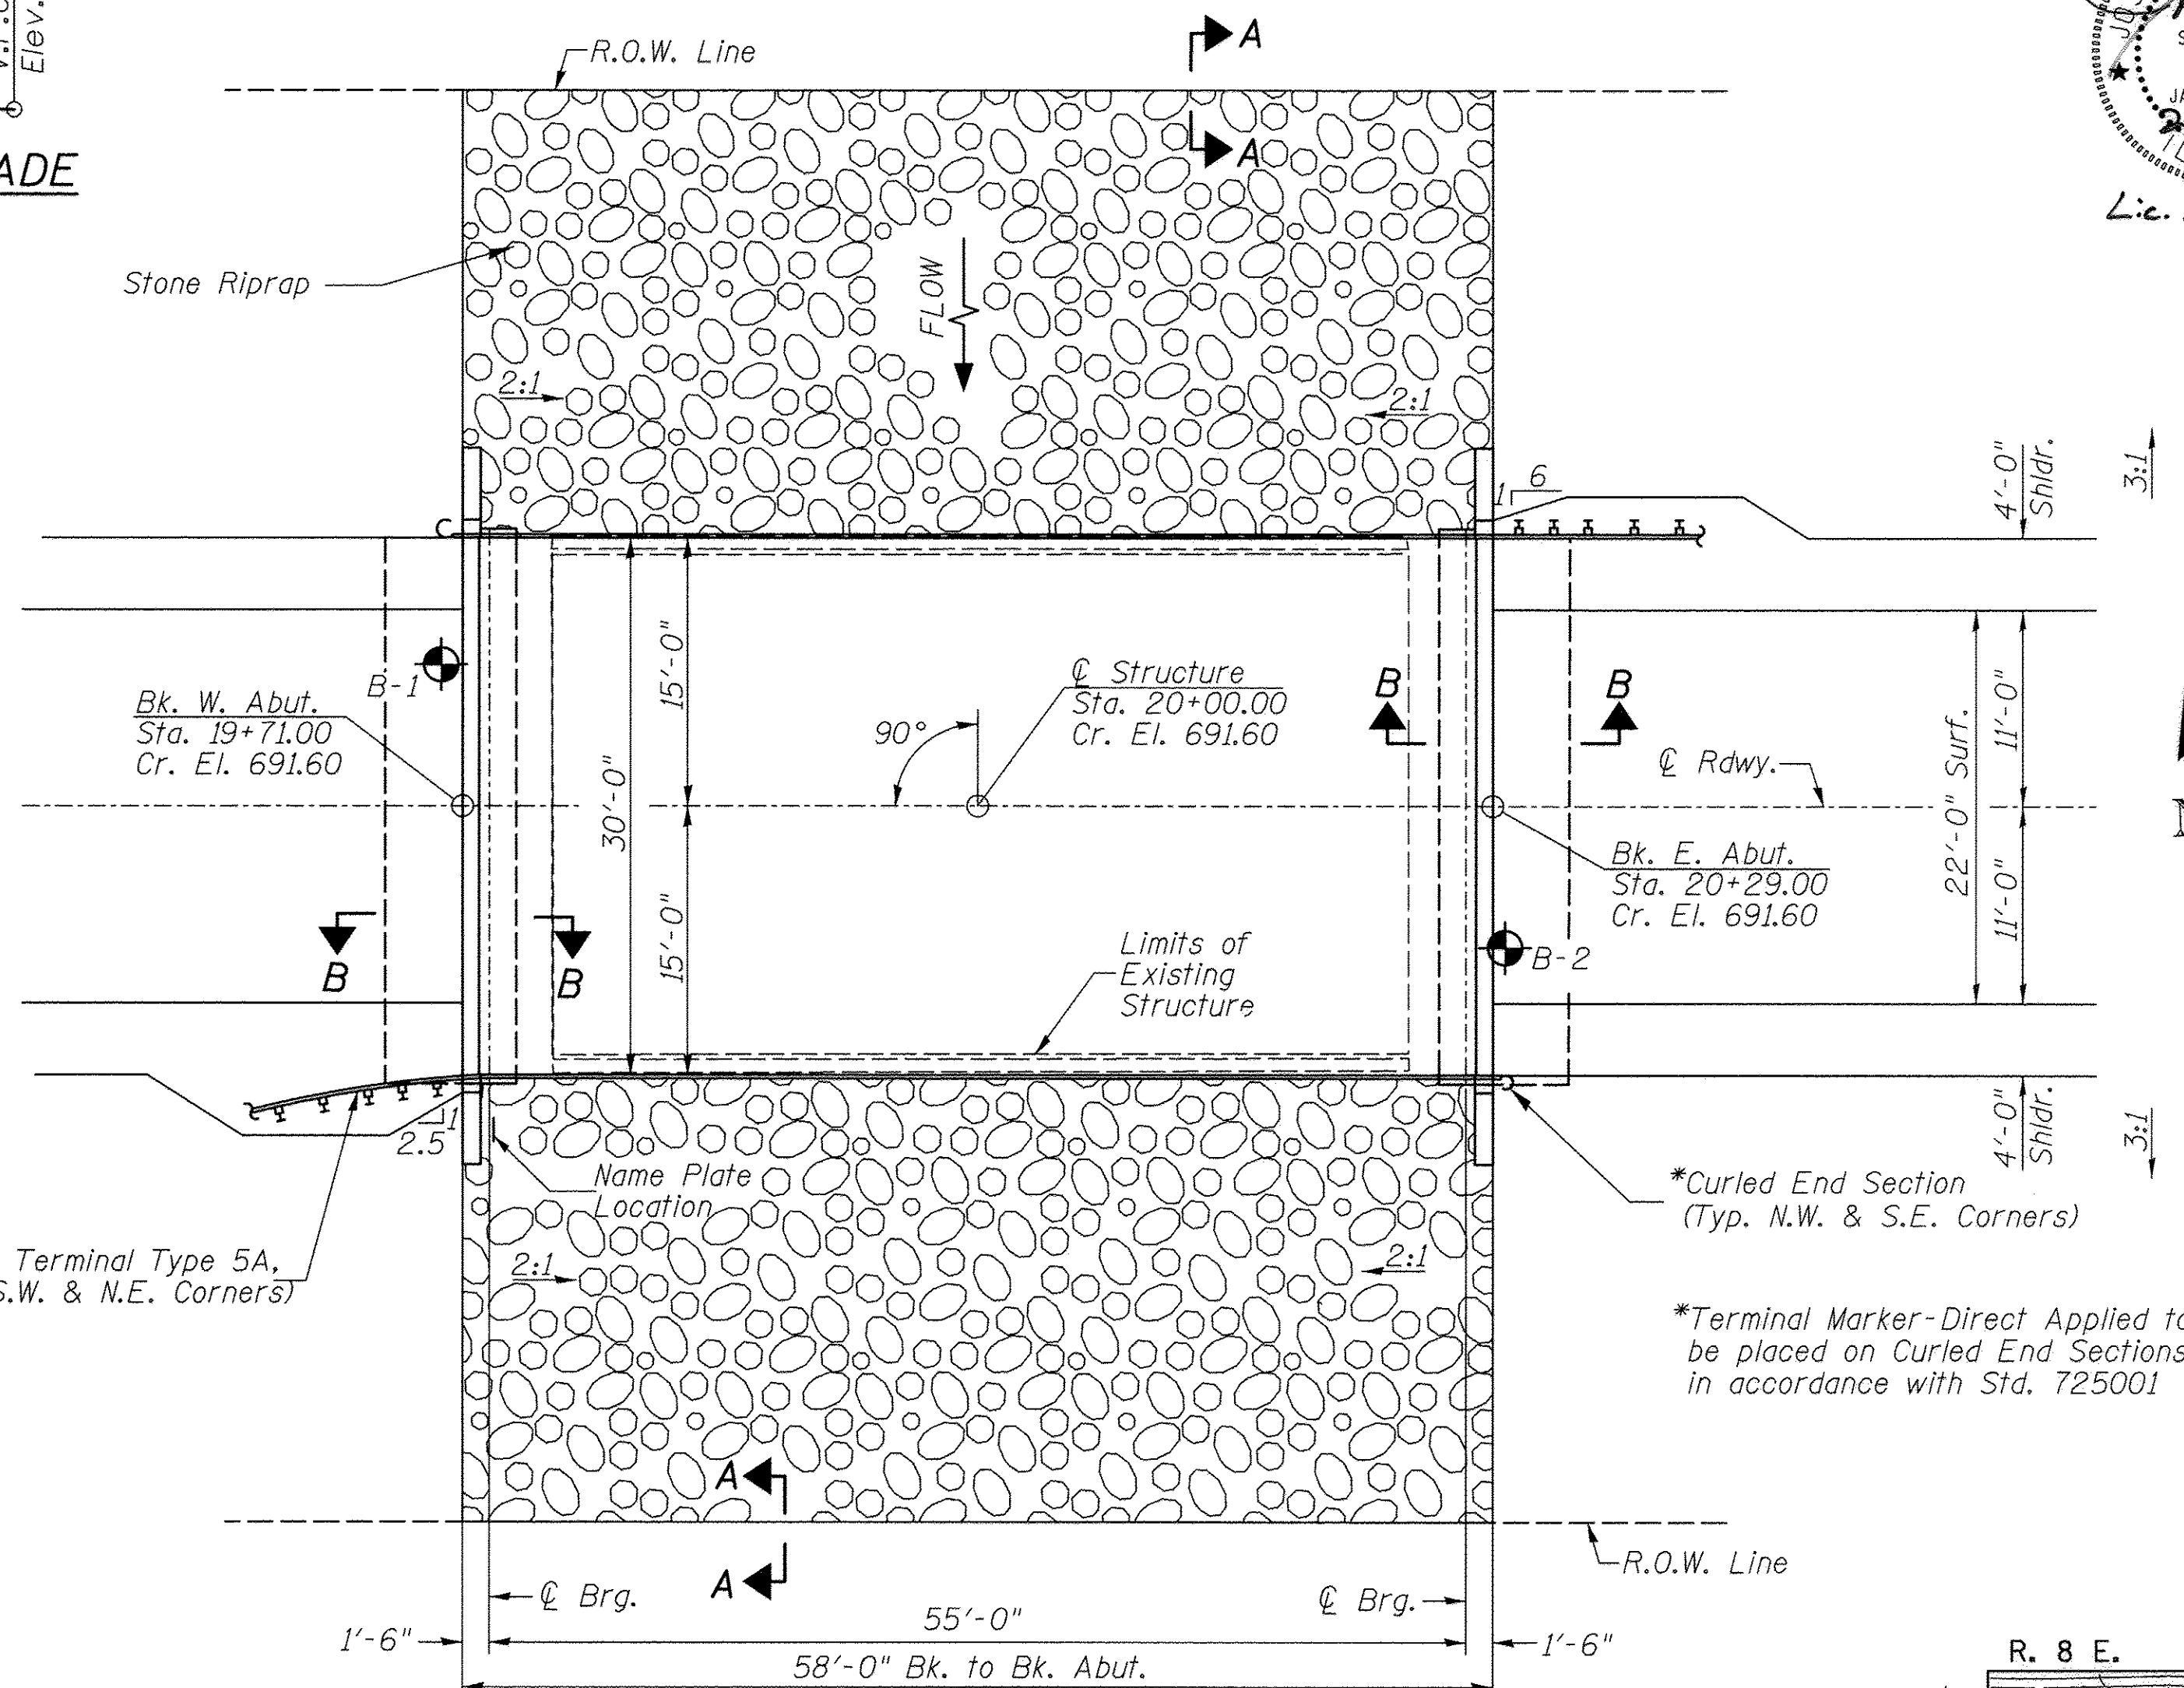 Elev.
ADE
R.O.W. Line
A
A
Lic.
Stone Riprap
FLOW
2:1
2:1
4'-0"
Shldr.
3:1
1
6
B-1
Bk. W. Abut.
Sta. 19+71.00
Cr. El. 691.60
15'-0"
30'-0"
15'-0"
90°
℄ Structure
Sta. 20+00.00
Cr. El. 691.60
B
B
℄ Rdwy.
22'-0" Surf.
11'-0"
11'-0"
Bk. E. Abut.
Sta. 20+29.00
Cr. El. 691.60
B
B
B-2
Limits of
Existing
Structure
2.5
1
Name Plate
Location
4'-0"
Shldr.
3:1
*Curled End Section
(Typ. N.W. & S.E. Corners)
Terminal Type 5A,
S.W. & N.E. Corners)
2:1
2:1
*Terminal Marker-Direct Applied to
be placed on Curled End Sections
in accordance with Std. 725001
A
A
R.O.W. Line
℄ Brg.
℄ Brg.
1'-6"
55'-0"
1'-6"
58'-0" Bk. to Bk. Abut.
R. 8 E.